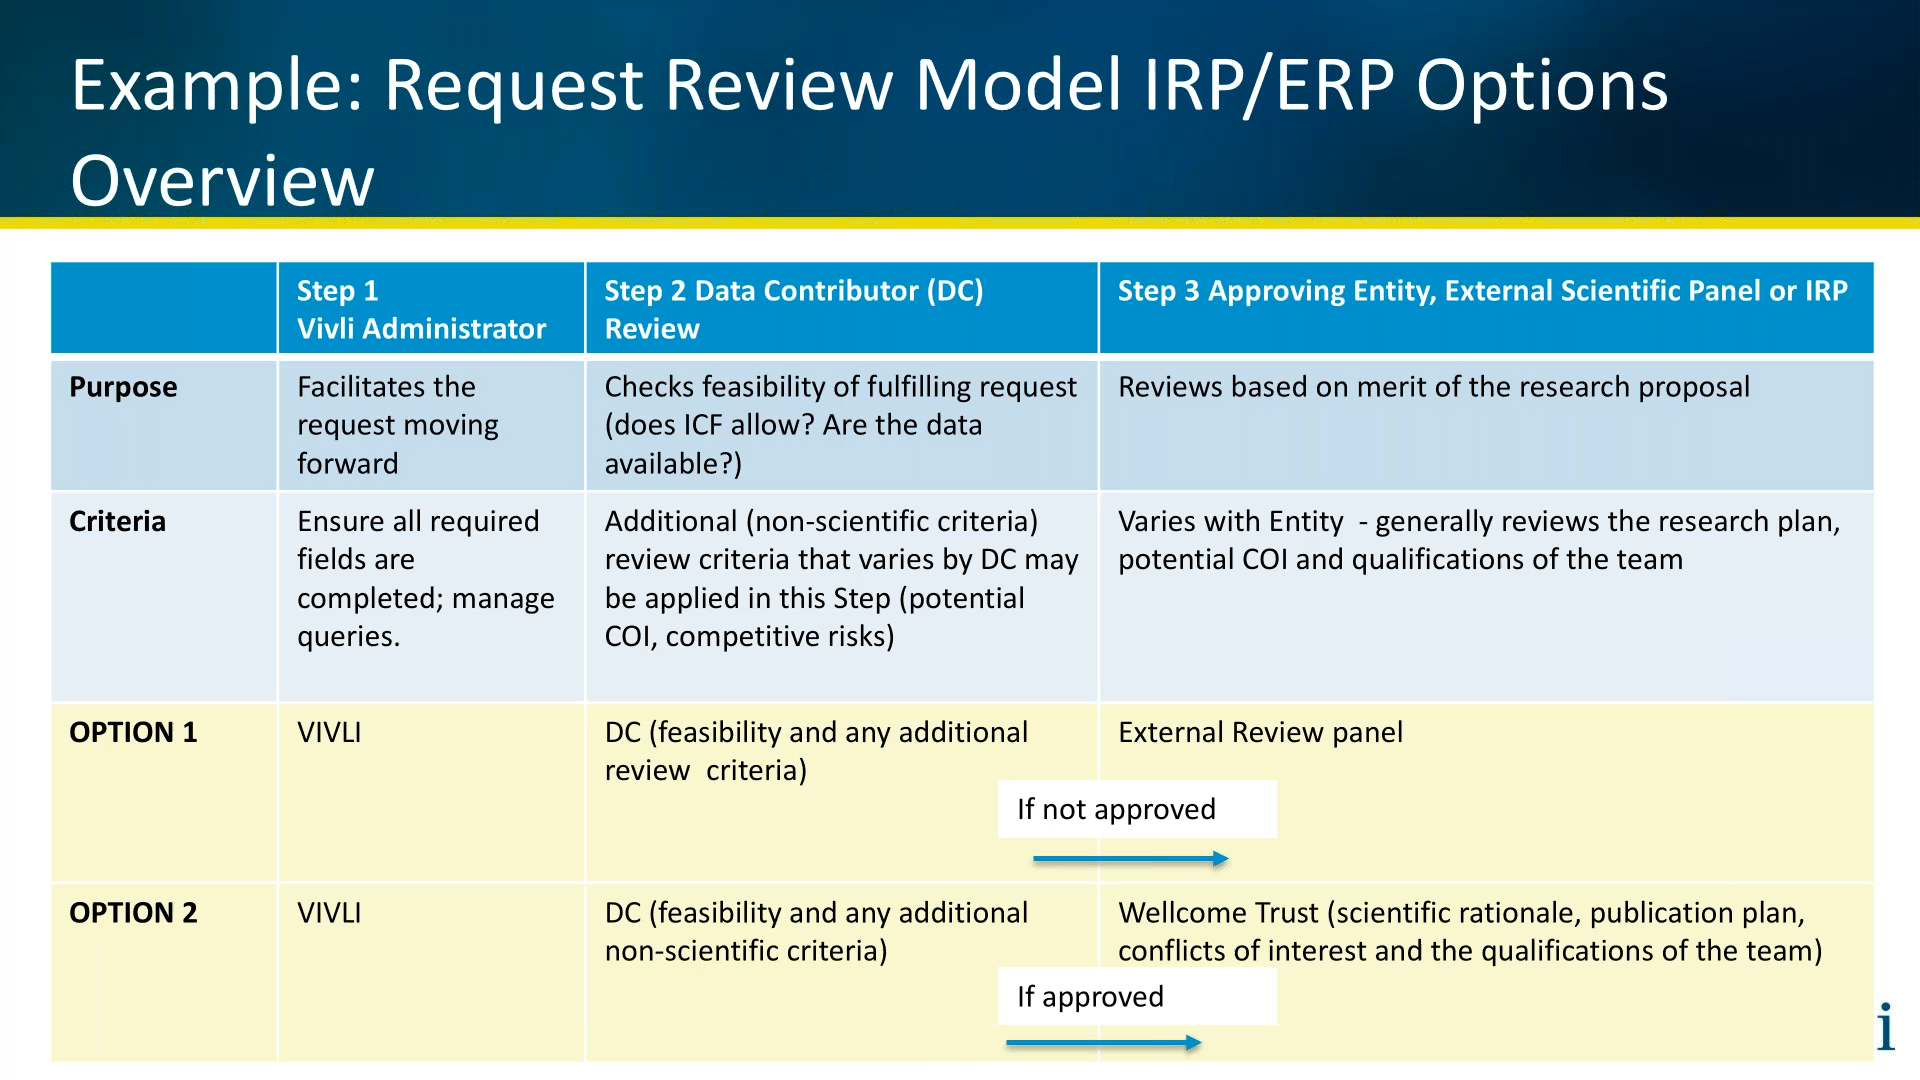 Example: Request Review Model IRP/ERP Options
Overview
Step 1
Vivli Administrator
Step 2 Data Contributor (DC)
Review
Step 3 Approving Entity, External Scientific Panel or IRP
Purpose
Facilitates the
request moving
forward
Checks feasibility of fulfilling request
(does ICF allow? Are the data
available?)
Reviews based on merit of the research proposal
Criteria
Ensure all required
fields are
completed; manage
queries.
Additional (non-scientific criteria)
review criteria that varies by DC may
be applied in this Step (potential
COI, competitive risks)
Varies with Entity  - generally reviews the research plan,
potential COI and qualifications of the team
OPTION 1
VIVLI
DC (feasibility and any additional
review  criteria)
External Review panel
If not approved
OPTION 2
VIVLI
DC (feasibility and any additional
non-scientific criteria)
Wellcome Trust (scientific rationale, publication plan,
conflicts of interest and the qualifications of the team)
If approved
i